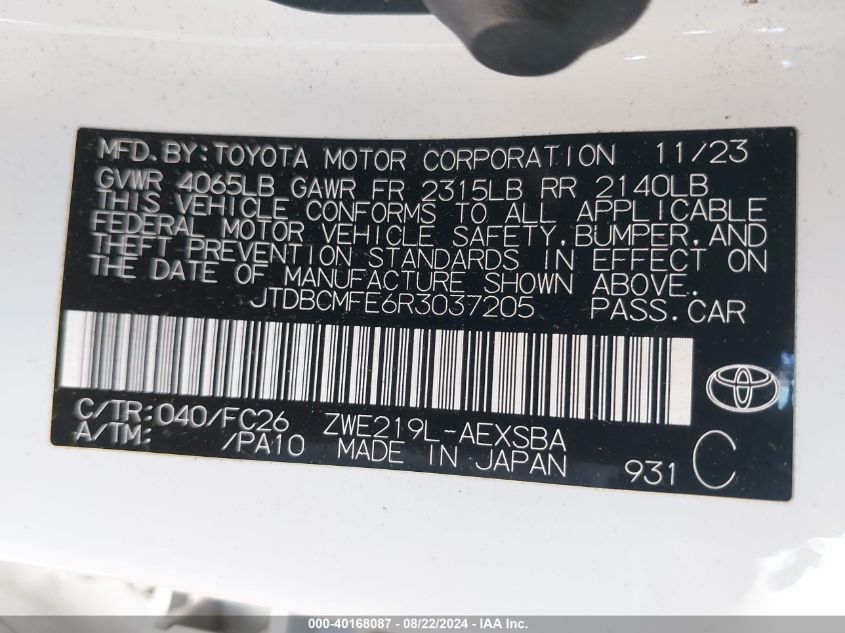 MFD.BY:TOYOTA MOTOR CORPORATION 11/23
GVWR 4065LB GAWR FR 2315LB RR 2140LB
THIS VEHICLE CONFORMS TO ALL APPLICABLE
FEDERAL MOTOR VEHICLE SAFETY,BUMPER,AND
THEFT PREVENTION STANDARDS IN EFFECT ON
THE DATE OF MANUFACTURE SHOWN ABOVE.
JTDBCMFE6R3037205 PASS.CAR
C/TR:040/FC26 ZWE219L-AEXSBA
A/TM: /PA10 MADE IN JAPAN 931 C
000-40168087 - 08/22/2024 - IAA Inc.